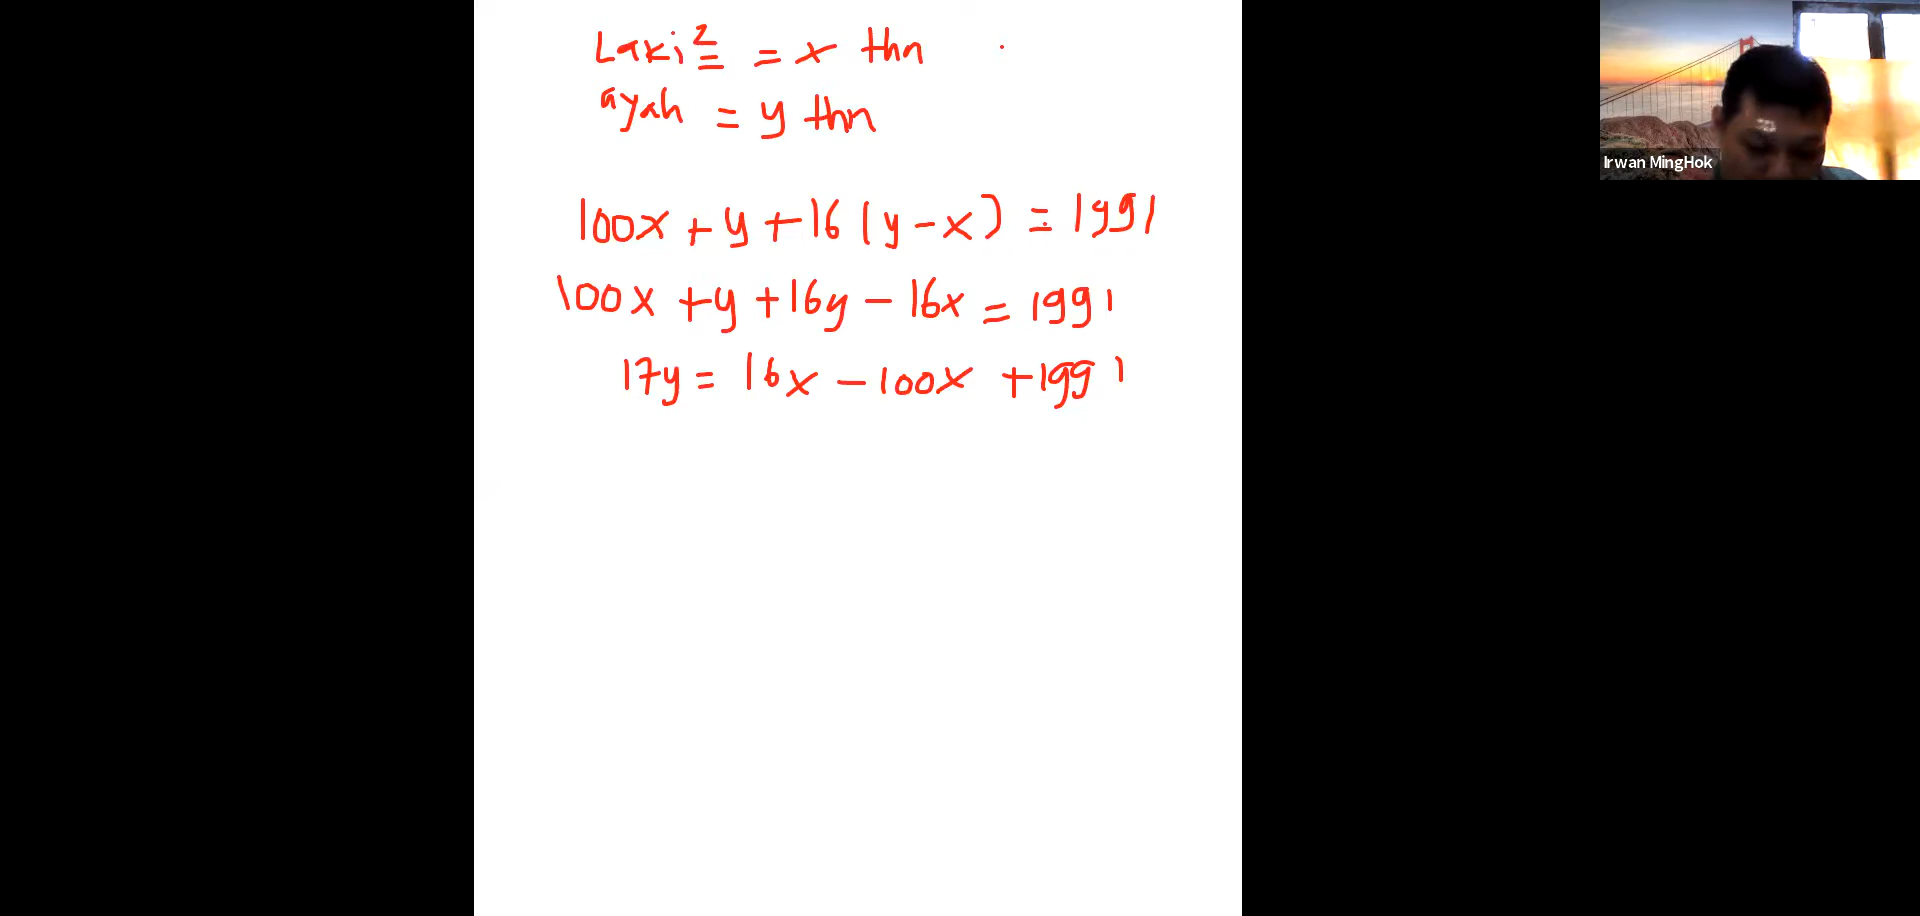 Laki² = x thn
ayah = y thn
100x + y + 16 (y - x) = 1991
100x + y + 16y - 16x = 1991
17y = 16x - 100x + 1991
Irwan MingHok